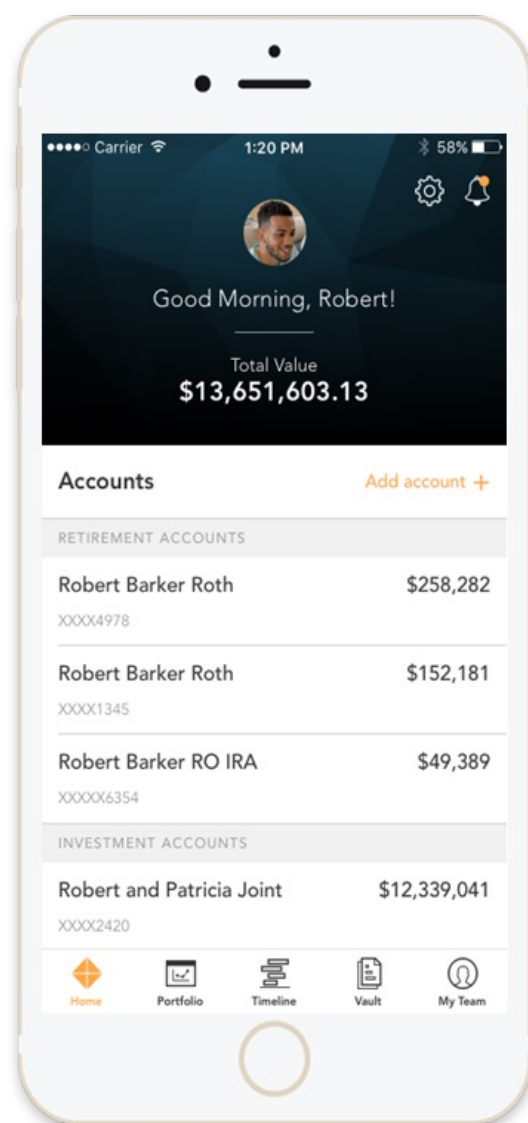 Carrier 1:20 PM 58%
Good Morning, Robert!
Total Value
$13,651,603.13
Accounts Add account +
RETIREMENT ACCOUNTS
Robert Barker Roth $258,282
XXXX4978
Robert Barker Roth $152,181
XXXX1345
Robert Barker RO IRA $49,389
XXXXX6354
INVESTMENT ACCOUNTS
Robert and Patricia Joint $12,339,041
XXXX2420
Home Portfolio Timeline Vault My Team